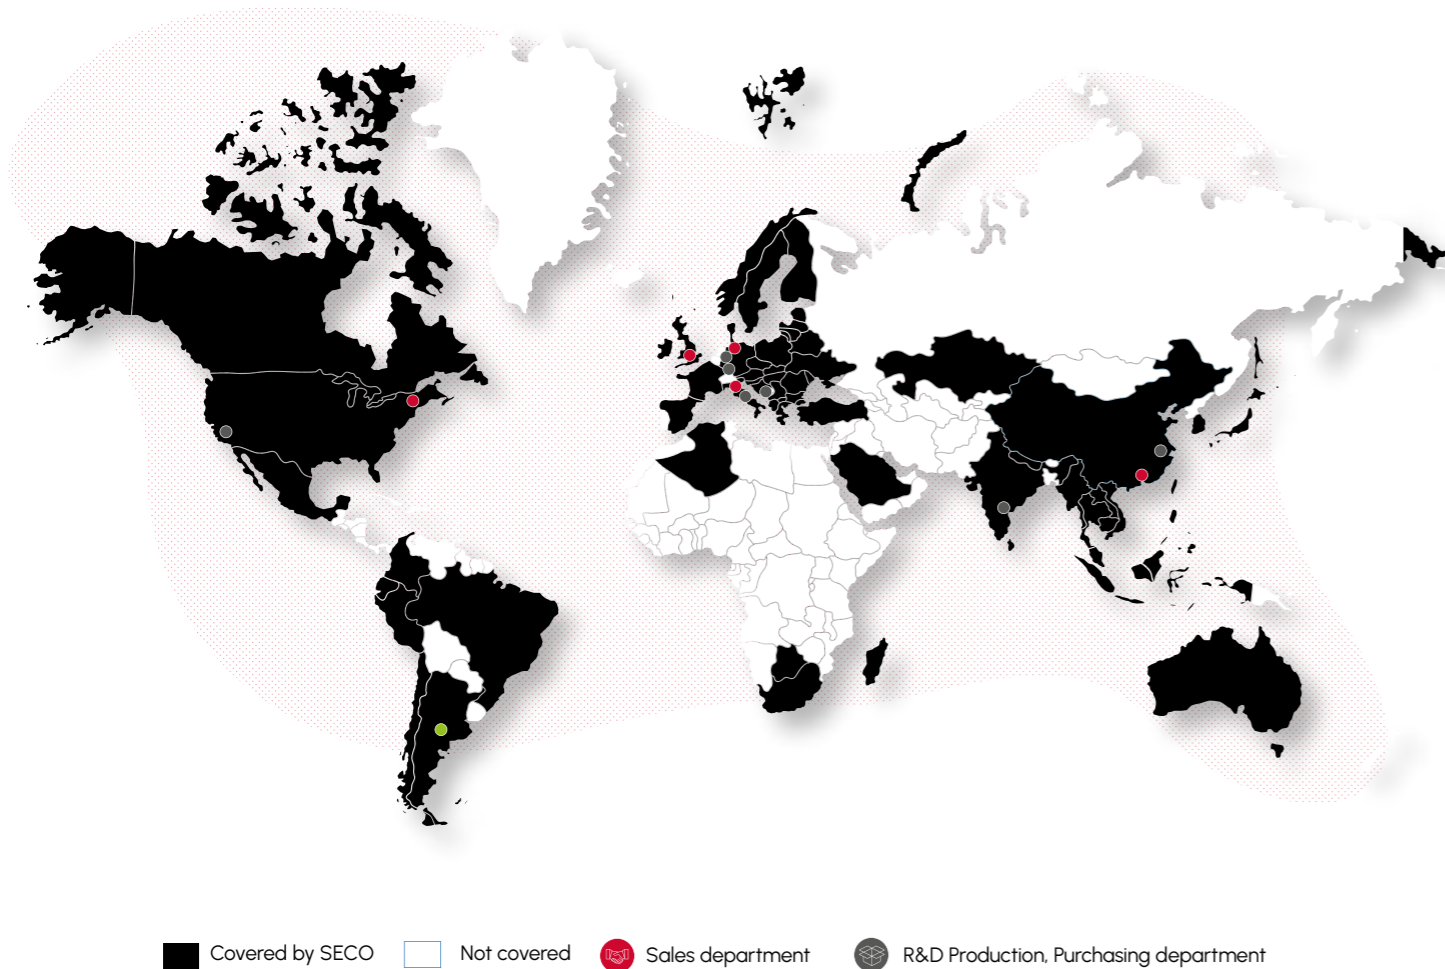 Covered by SECO
Not covered
Sales department
R&D Production, Purchasing department